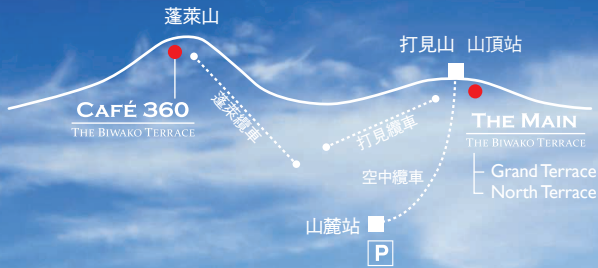 蓬萊山
打見山 山頂站
CAFÉ 360
THE BIWAKO TERRACE
蓬萊纜車
打見纜車
THE MAIN
THE BIWAKO TERRACE
Grand Terrace
North Terrace
空中纜車
山麓站
P